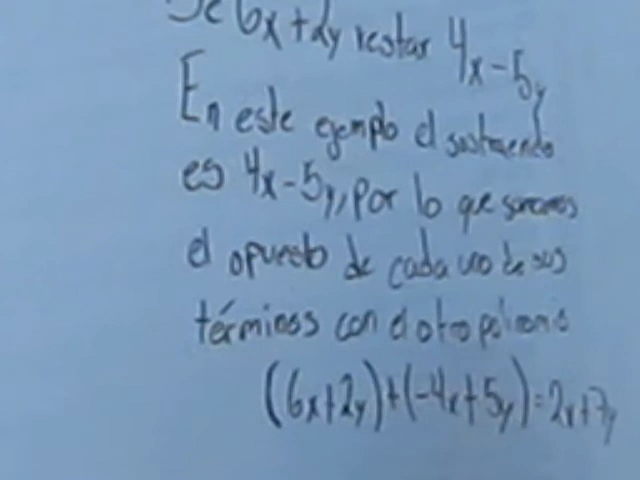 De 6x+2y restar 4x-5y
En este ejemplo el sustraendo
es 4x-5y, por lo que sumamos
el opuesto de cada uno de sus
términos con el otro polinomio
(6x+2y)+(-4x+5y)=2x+7y